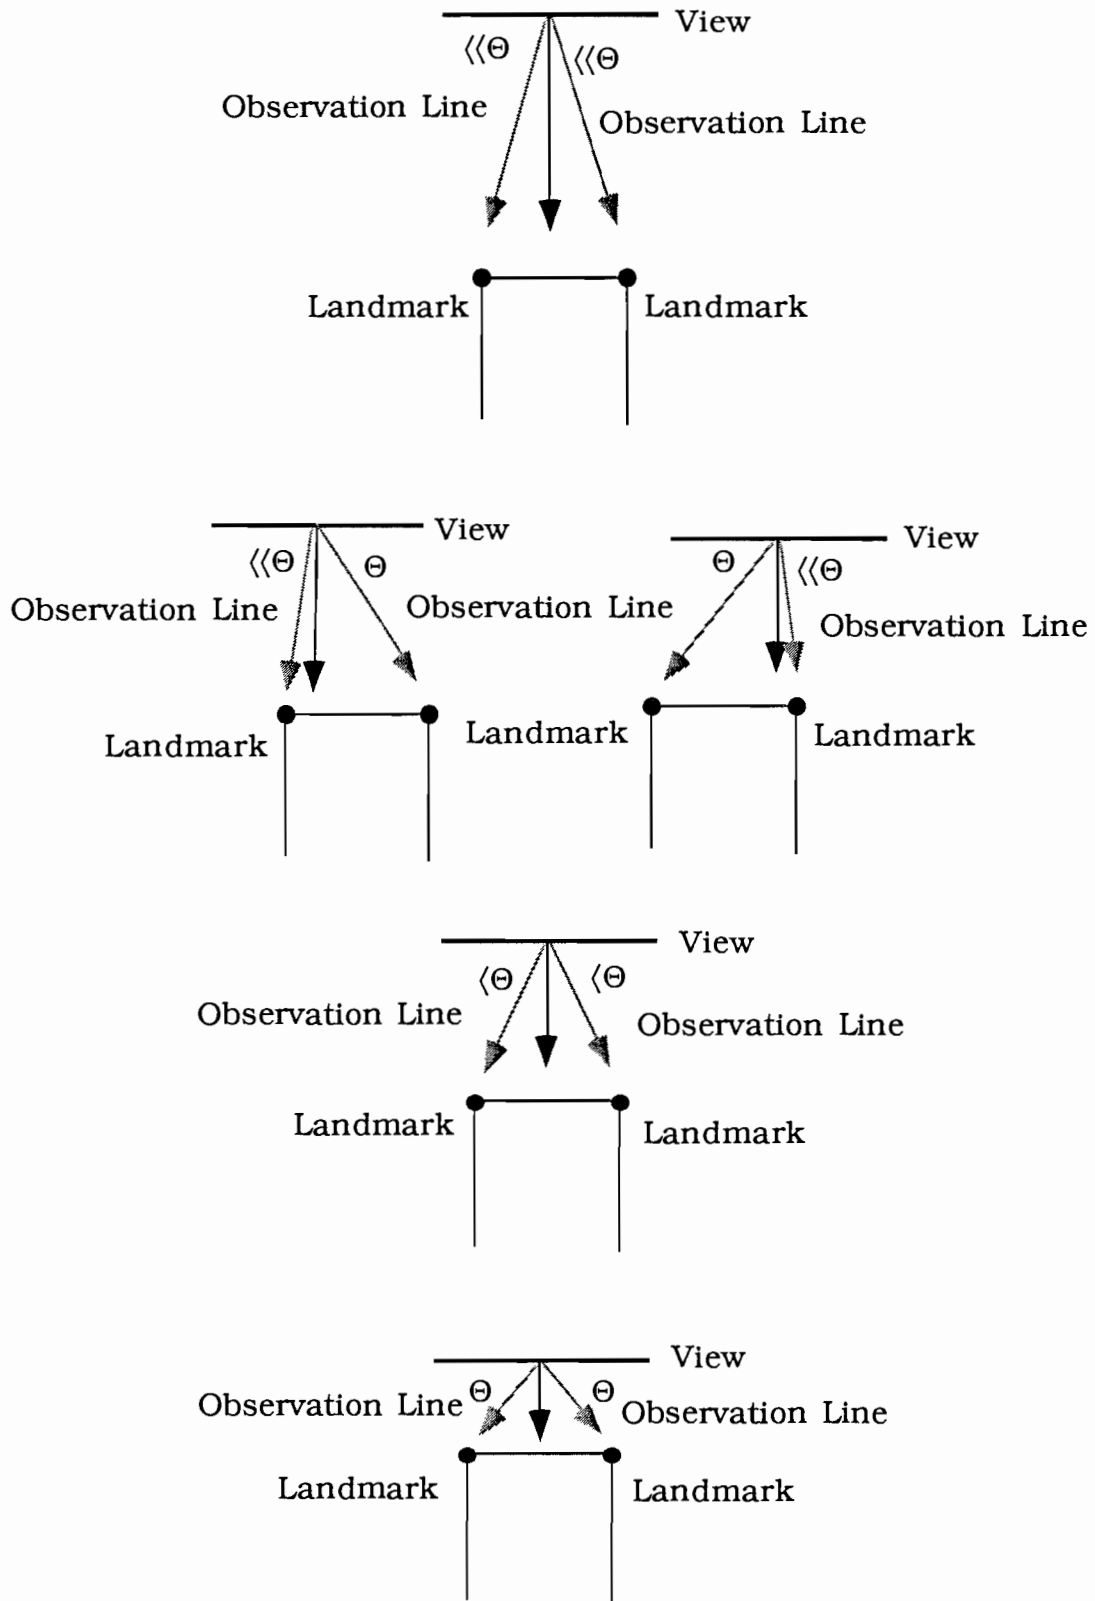 View
⟨⟨Θ ⟨⟨Θ
Observation Line
Observation Line
Landmark Landmark
View
View
⟨⟨Θ Θ
Θ ⟨⟨Θ
Observation Line Observation Line
Observation Line
Landmark Landmark Landmark
View
⟨Θ ⟨Θ
Observation Line
Observation Line
Landmark
Landmark
View
Θ Θ
Observation Line
Observation Line
Landmark Landmark